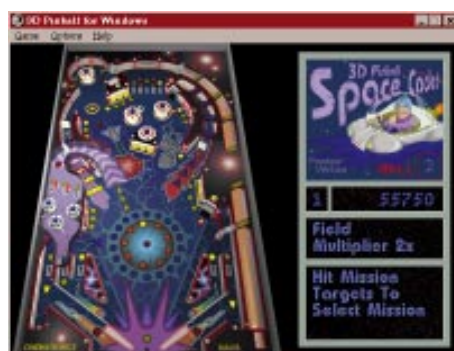 3D Pinball for Windows
Game Options Help
3D Pinball
Space Cadet
BALL
1 55750
Field
Multiplier 2x
Hit Mission
Targets To
Select Mission